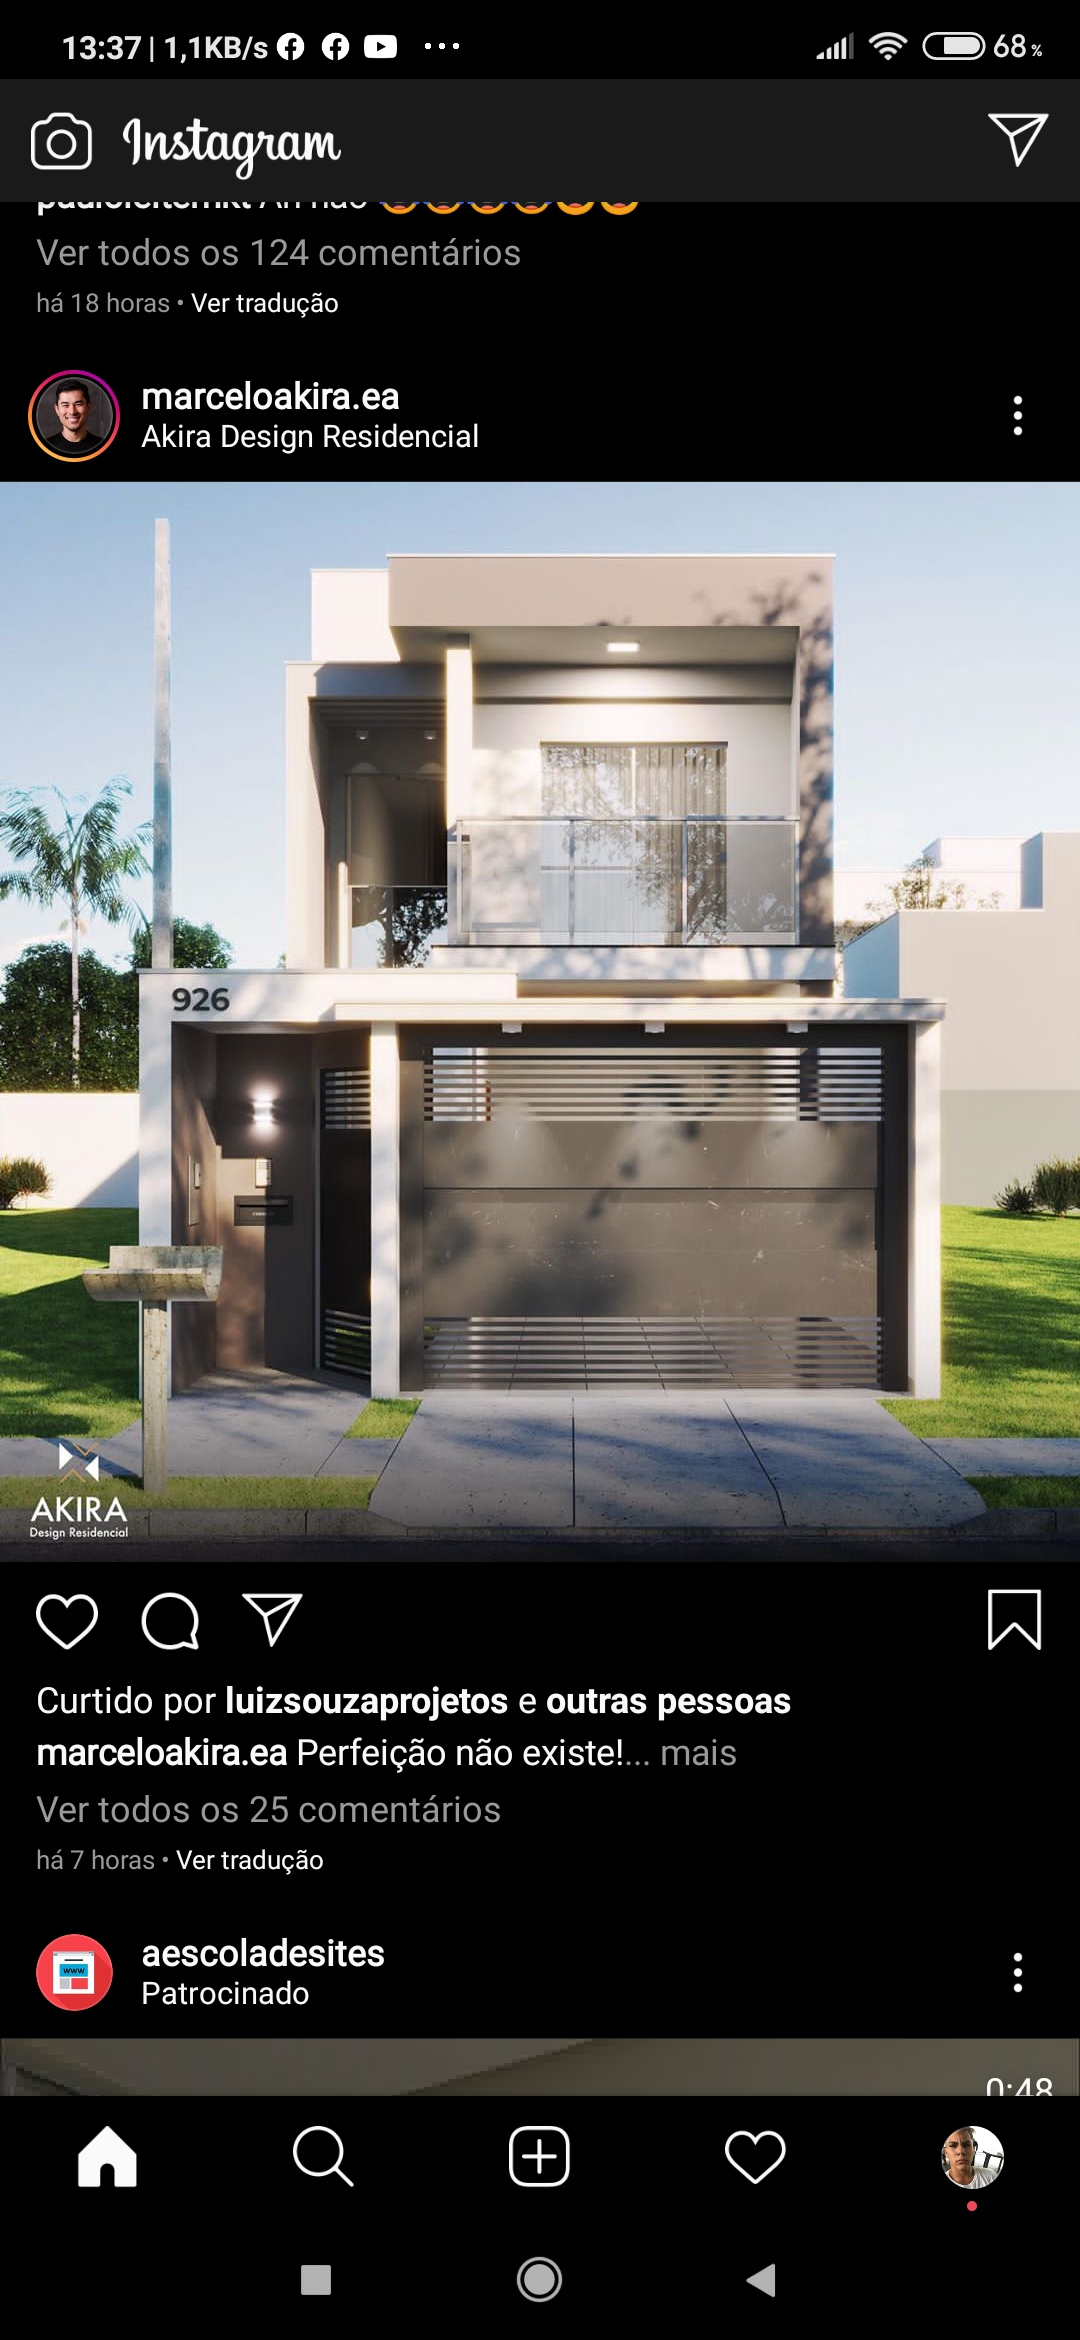 13:37 | 1,1KB/s
68%
Instagram
Ver todos os 124 comentários
há 18 horas • Ver tradução
marceloakira.ea
Akira Design Residencial
926
AKIRA
Design Residencial
Curtido por luizsouzaprojetos e outras pessoas
marceloakira.ea Perfeição não existe!... mais
Ver todos os 25 comentários
há 7 horas • Ver tradução
www
aescoladesites
Patrocinado
0:48